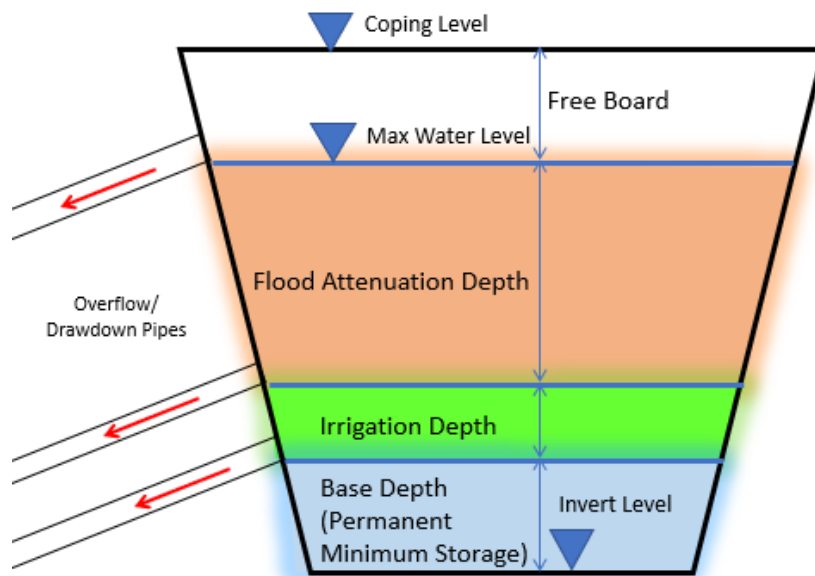 Coping Level
Free Board
Max Water Level
Flood Attenuation Depth
Overflow/
Drawdown Pipes
Irrigation Depth
Base Depth
(Permanent
Minimum Storage)
Invert Level